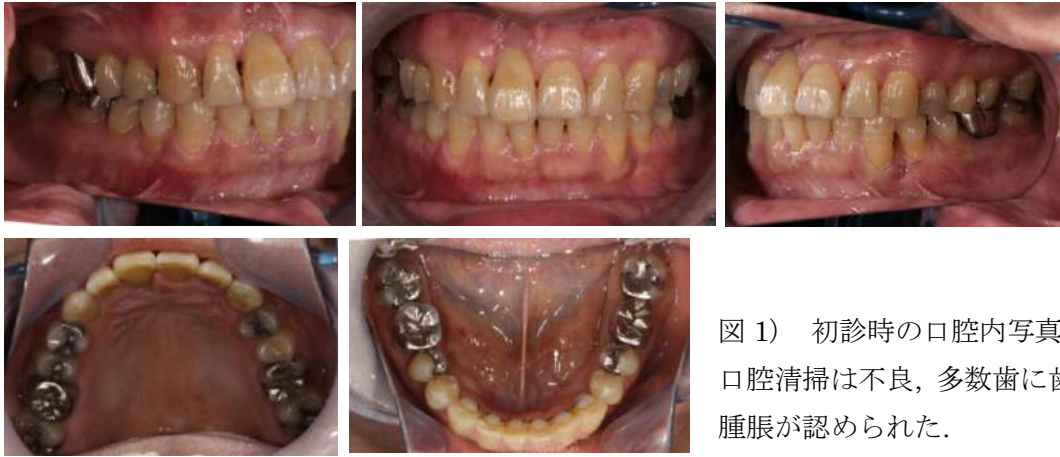 図 1)　初診時の口腔内写真
口腔清掃は不良, 多数歯に
腫脹が認められた.